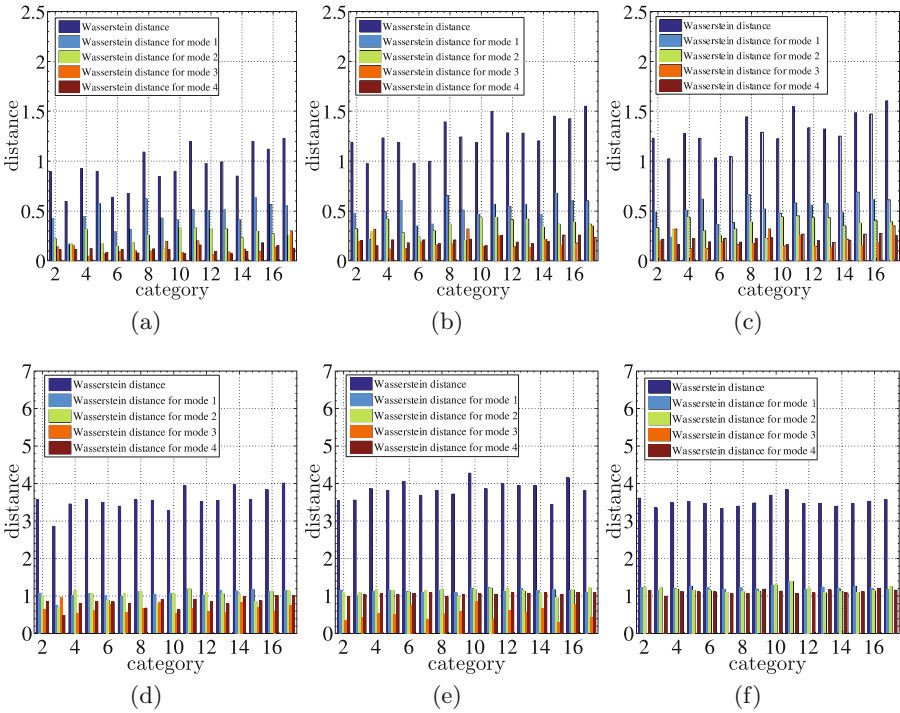 2.5
2
1.5
1
0.5
0
distance
Wasserstein distance
Wasserstein distance for mode 1
Wasserstein distance for mode 2
Wasserstein distance for mode 3
Wasserstein distance for mode 4
2 4 6 8 10 12 14 16
category
(a)
2.5
2
1.5
1
0.5
0
distance
Wasserstein distance
Wasserstein distance for mode 1
Wasserstein distance for mode 2
Wasserstein distance for mode 3
Wasserstein distance for mode 4
2 4 6 8 10 12 14 16
category
(b)
2.5
2
1.5
1
0.5
0
distance
Wasserstein distance
Wasserstein distance for mode 1
Wasserstein distance for mode 2
Wasserstein distance for mode 3
Wasserstein distance for mode 4
2 4 6 8 10 12 14 16
category
(c)
7
6
5
4
3
2
1
0
distance
Wasserstein distance
Wasserstein distance for mode 1
Wasserstein distance for mode 2
Wasserstein distance for mode 3
Wasserstein distance for mode 4
2 4 6 8 10 12 14 16
category
(d)
7
6
5
4
3
2
1
0
distance
Wasserstein distance
Wasserstein distance for mode 1
Wasserstein distance for mode 2
Wasserstein distance for mode 3
Wasserstein distance for mode 4
2 4 6 8 10 12 14 16
category
(e)
7
6
5
4
3
2
1
0
distance
Wasserstein distance
Wasserstein distance for mode 1
Wasserstein distance for mode 2
Wasserstein distance for mode 3
Wasserstein distance for mode 4
2 4 6 8 10 12 14 16
category
(f)